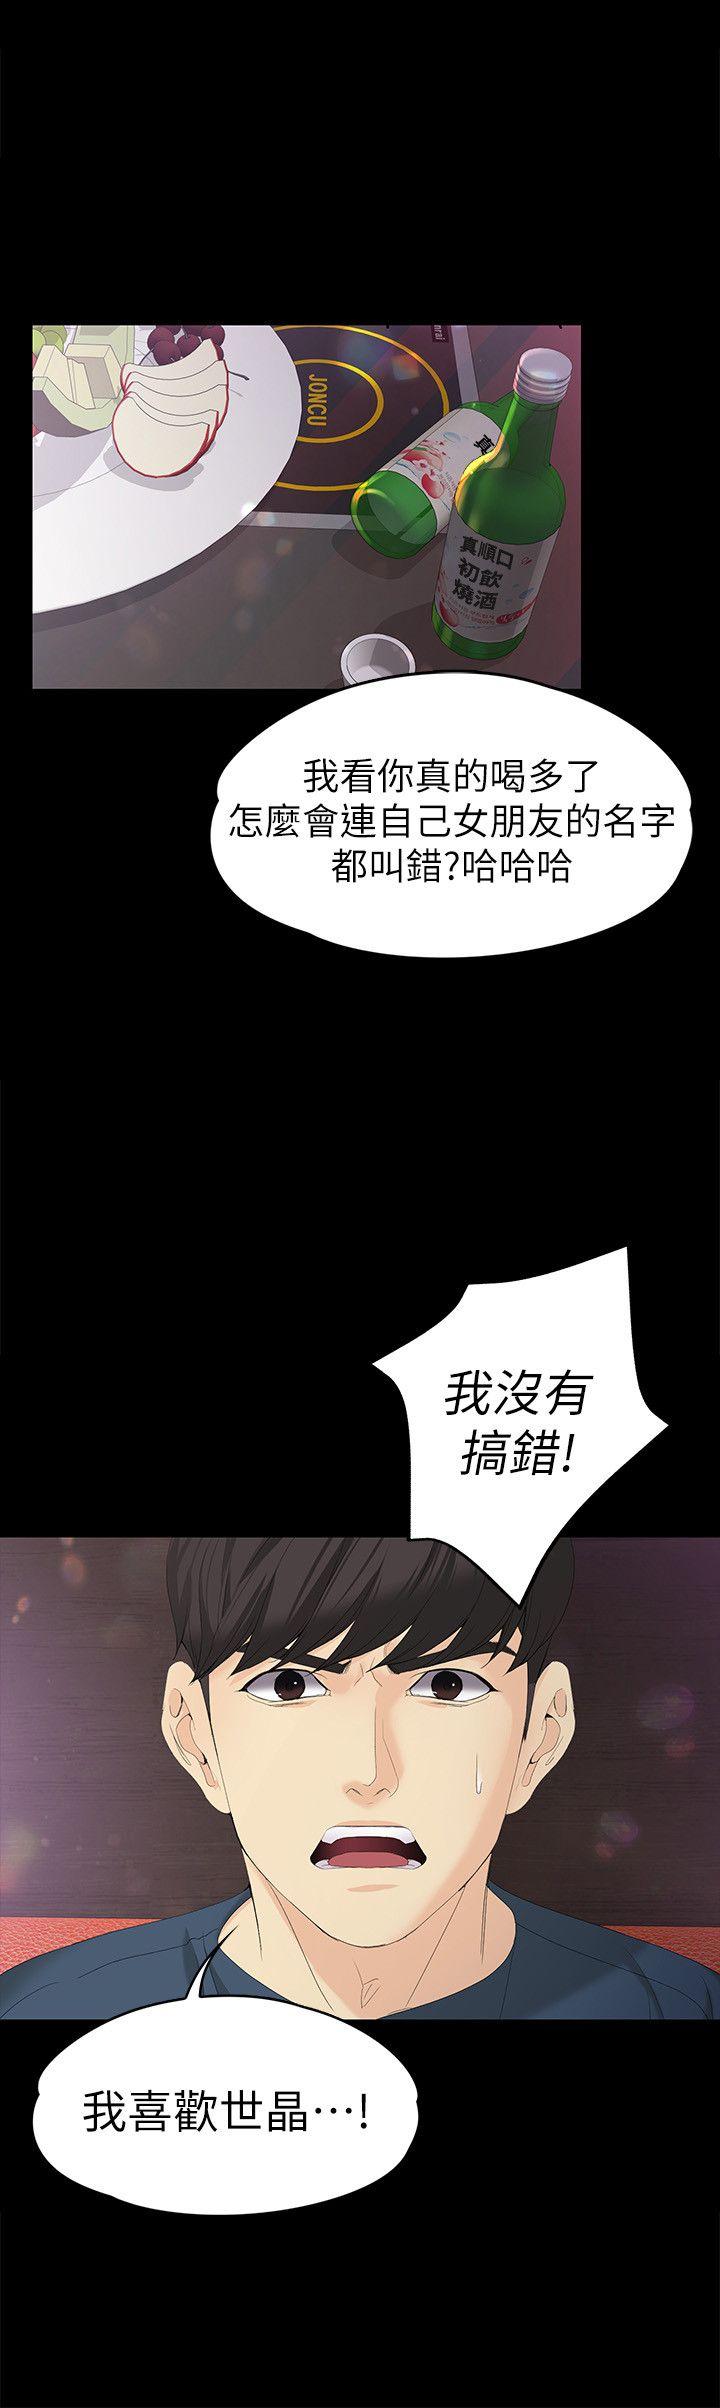 nrai
JONCU
真
真順口
初飲
燒酒
我看你真的喝多了
怎麼會連自己女朋友的名字
都叫錯?哈哈哈
我沒有
搞錯!
我喜歡世晶⋯!